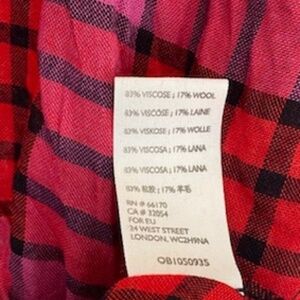 83% VISCOSE ; 17% WOOL
83% VISCOSE ; 17% LAINE
83% VISKOSE ; 17% WOLLE
83% VISCOSA ; 17% LANA
83% VISCOSA ; 17% LANA
83% 粘胶 ; 17% 羊毛
RN # 66170
CA # 32054
FOR EU
24 WEST STREET
LONDON, WC2H9NA
OB1050935